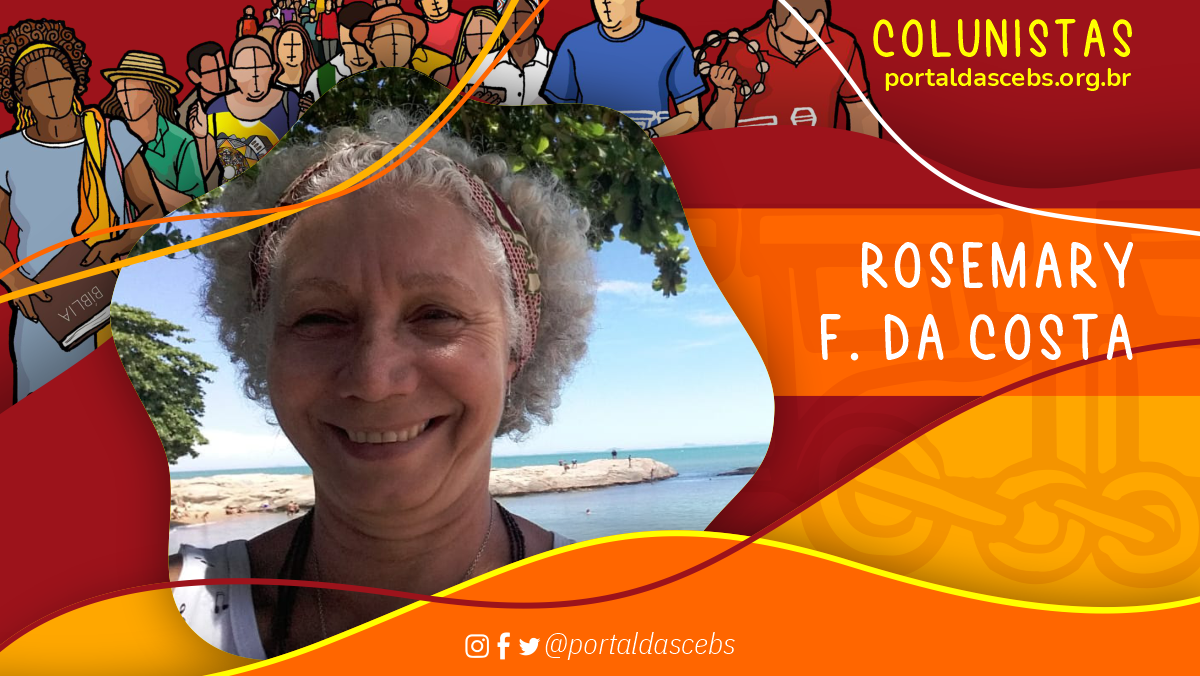 COLUNISTAS
portaldascebs.org.br
BÍBLIA
ROSEMARY
F. DA COSTA
@portaldascebs